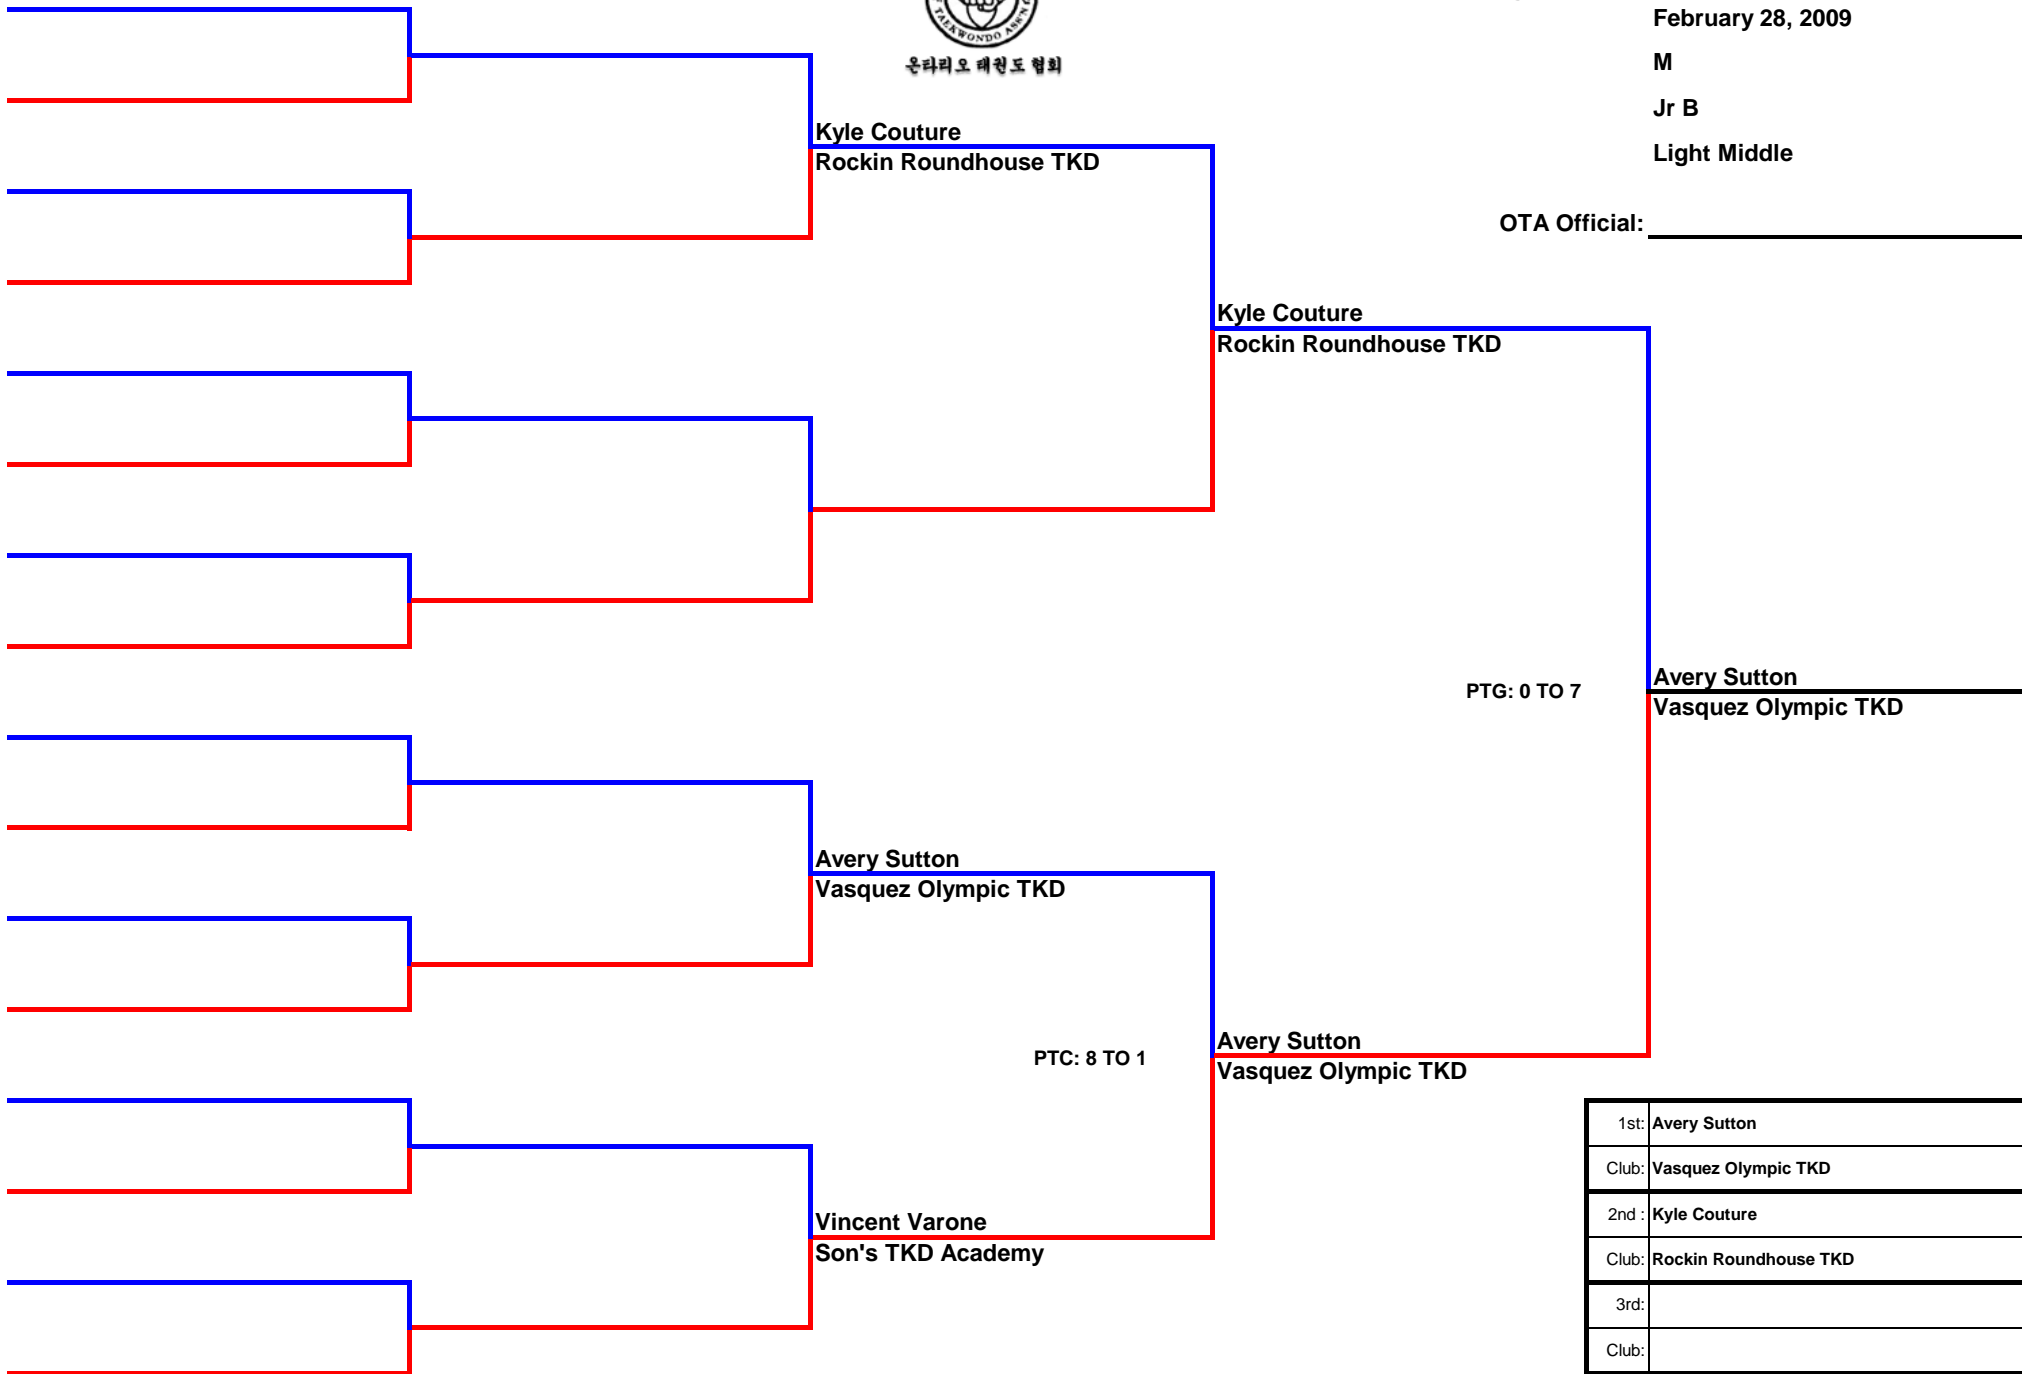 TAEKWONDO ASS'N
온타리오 태권도 협회
February 28, 2009
M
Jr B
Light Middle
OTA Official:
Kyle Couture
Rockin Roundhouse TKD
Kyle Couture
Rockin Roundhouse TKD
PTG: 0 TO 7
Avery Sutton
Vasquez Olympic TKD
Avery Sutton
Vasquez Olympic TKD
PTC: 8 TO 1
Avery Sutton
Vasquez Olympic TKD
Vincent Varone
Son's TKD Academy
1st: Avery Sutton
Club: Vasquez Olympic TKD
2nd : Kyle Couture
Club: Rockin Roundhouse TKD
3rd:
Club: